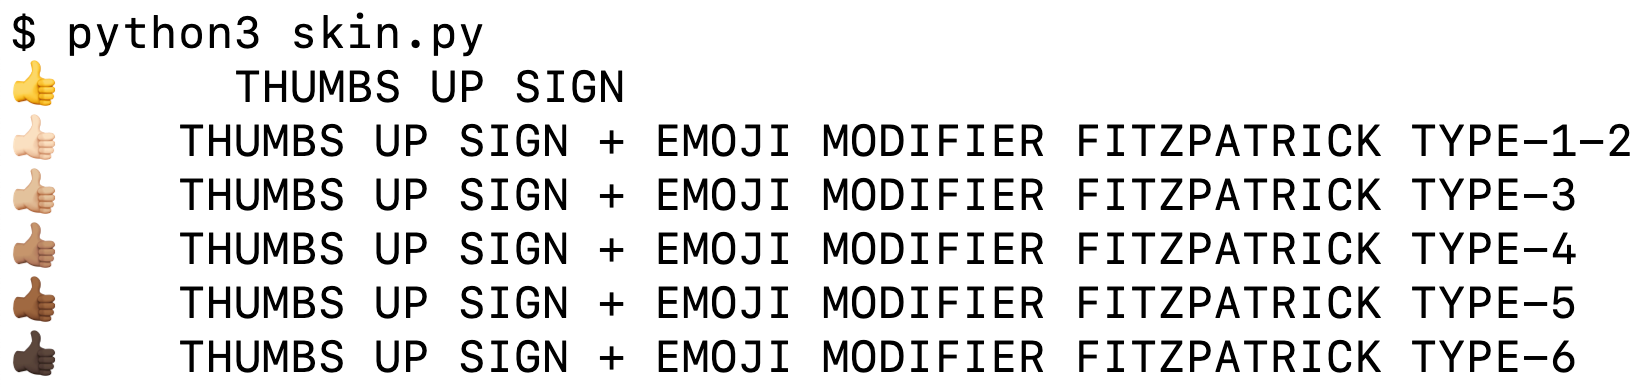 $ python3 skin.py
👍 THUMBS UP SIGN
👍🏻 THUMBS UP SIGN + EMOJI MODIFIER FITZPATRICK TYPE-1-2
👍🏼 THUMBS UP SIGN + EMOJI MODIFIER FITZPATRICK TYPE-3
👍🏽 THUMBS UP SIGN + EMOJI MODIFIER FITZPATRICK TYPE-4
👍🏾 THUMBS UP SIGN + EMOJI MODIFIER FITZPATRICK TYPE-5
👍🏿 THUMBS UP SIGN + EMOJI MODIFIER FITZPATRICK TYPE-6